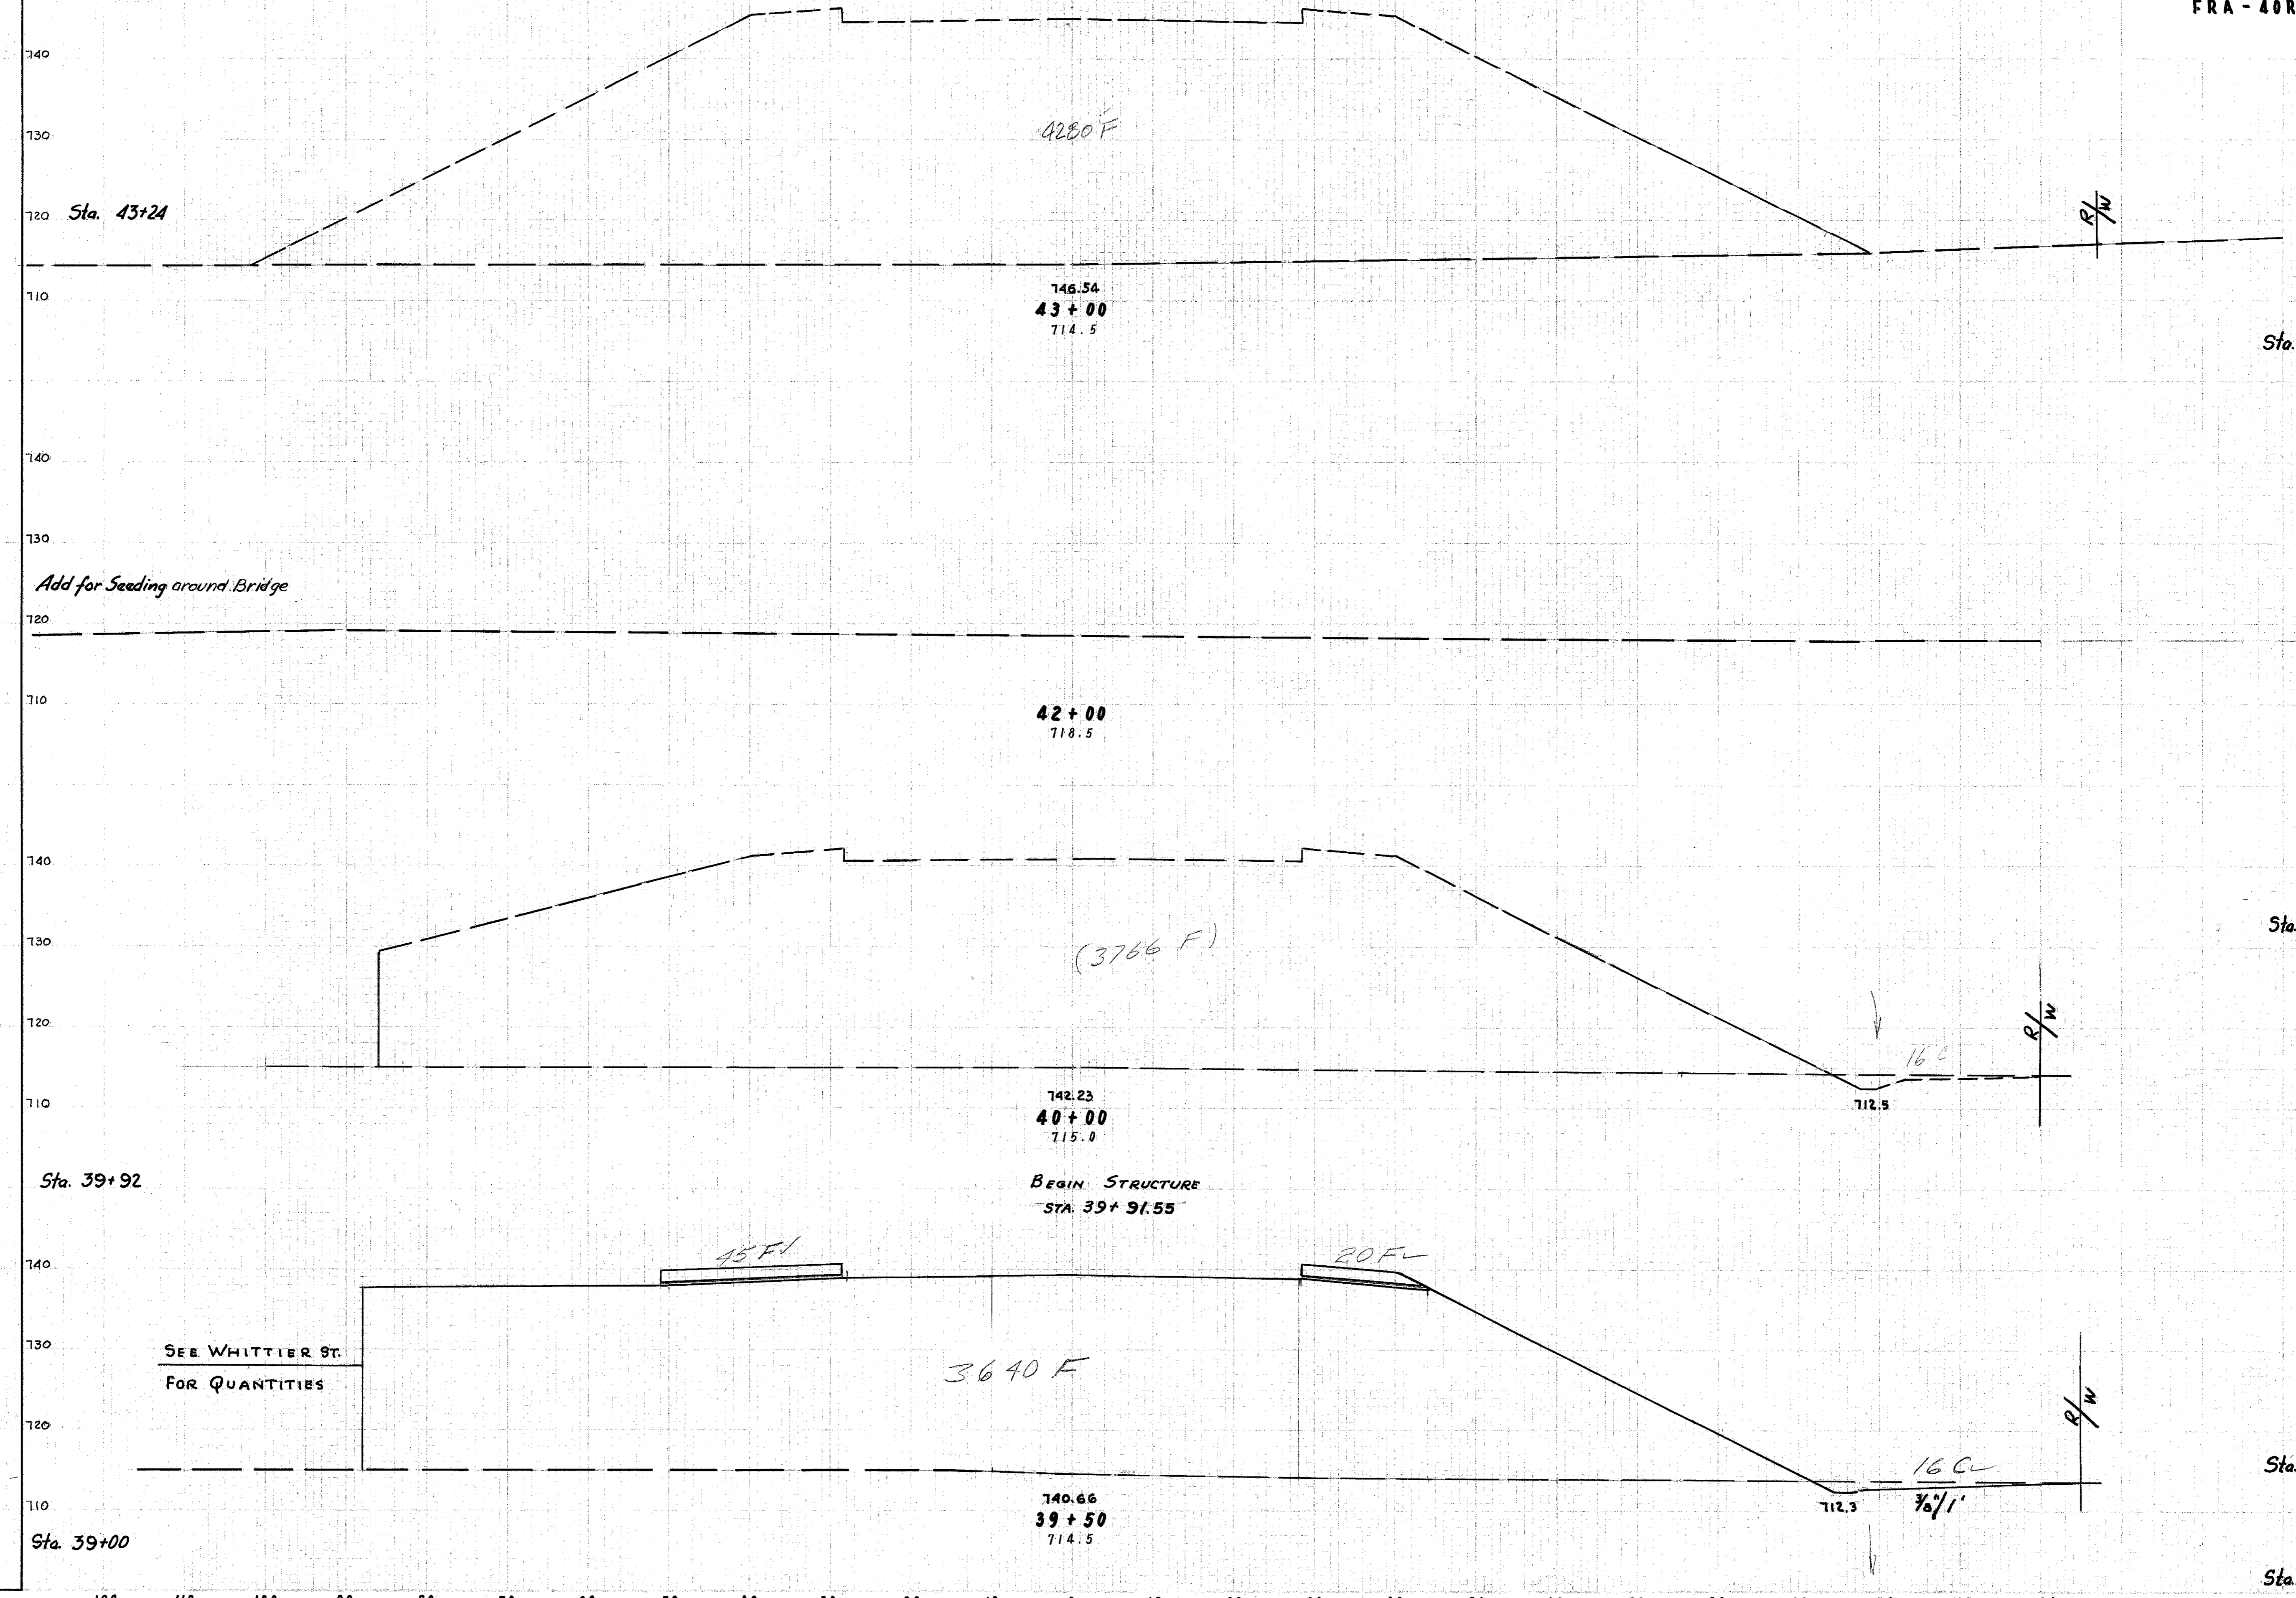 FRA - 40R
740
730
4280 F
720 Sta. 43+24
R/W
710
746.54
43 + 00
714.5
Sta.
740
730
Add for Seeding around Bridge
720
710
42 + 00
718.5
740
730
(3766 F)
Sta.
720
R/W
16 C
710
742.23
40 + 00
715.0
712.5
Sta. 39+92
BEGIN STRUCTURE
STA. 39+91.55
740
45 F
20 F
730
SEE WHITTIER ST.
FOR QUANTITIES
3640 F
720
R/W
16 C
Sta.
710
740.66
39 + 50
714.5
712.3
3/8"/1'
Sta. 39+00
Sta.